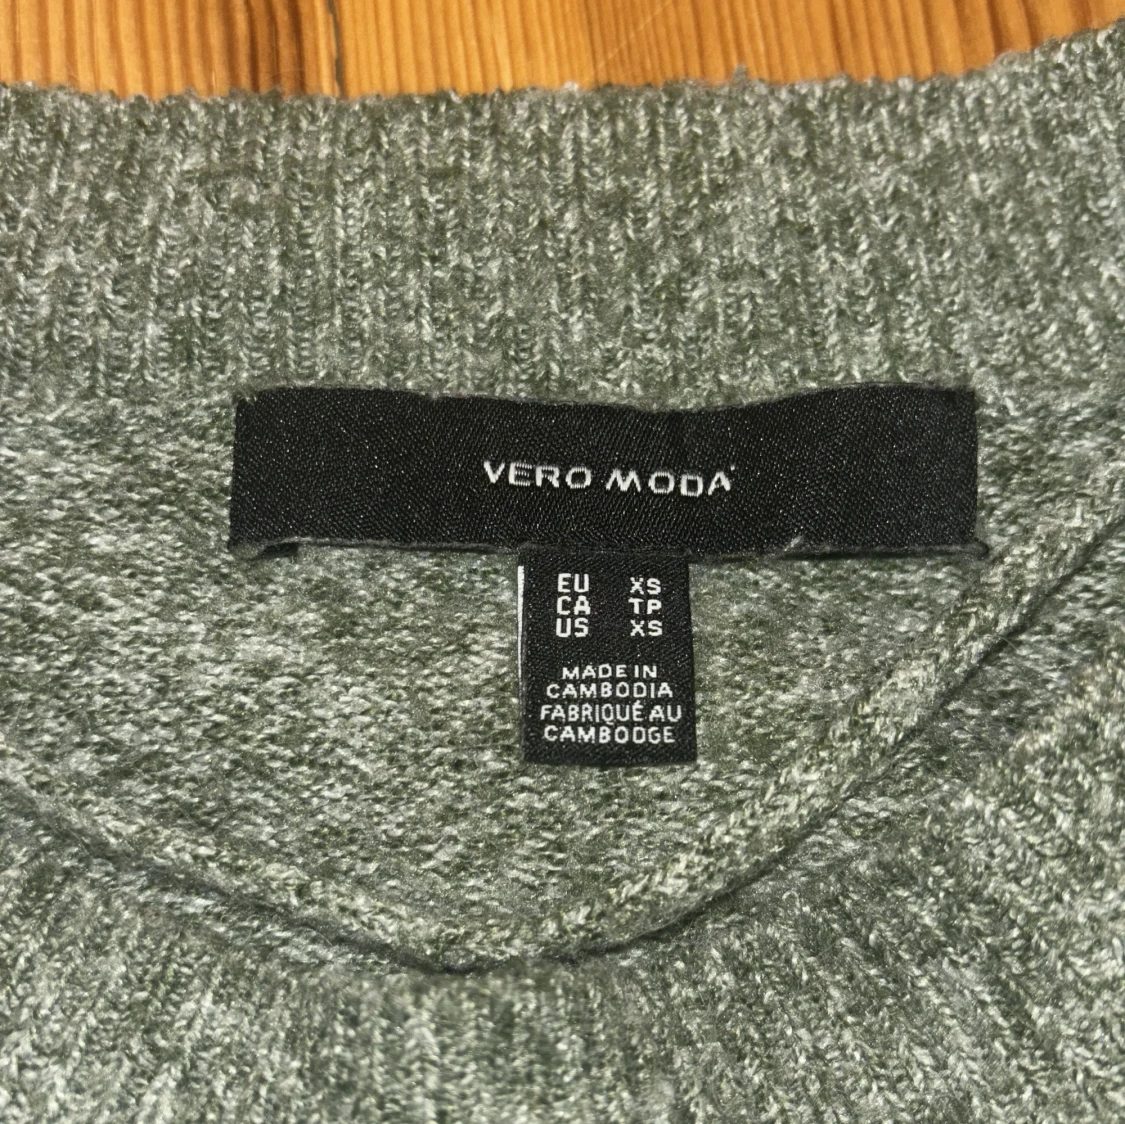 VERO MODA
EU XS
CA TP
US XS
MADE IN
CAMBODIA
FABRIQUÉ AU
CAMBODGE